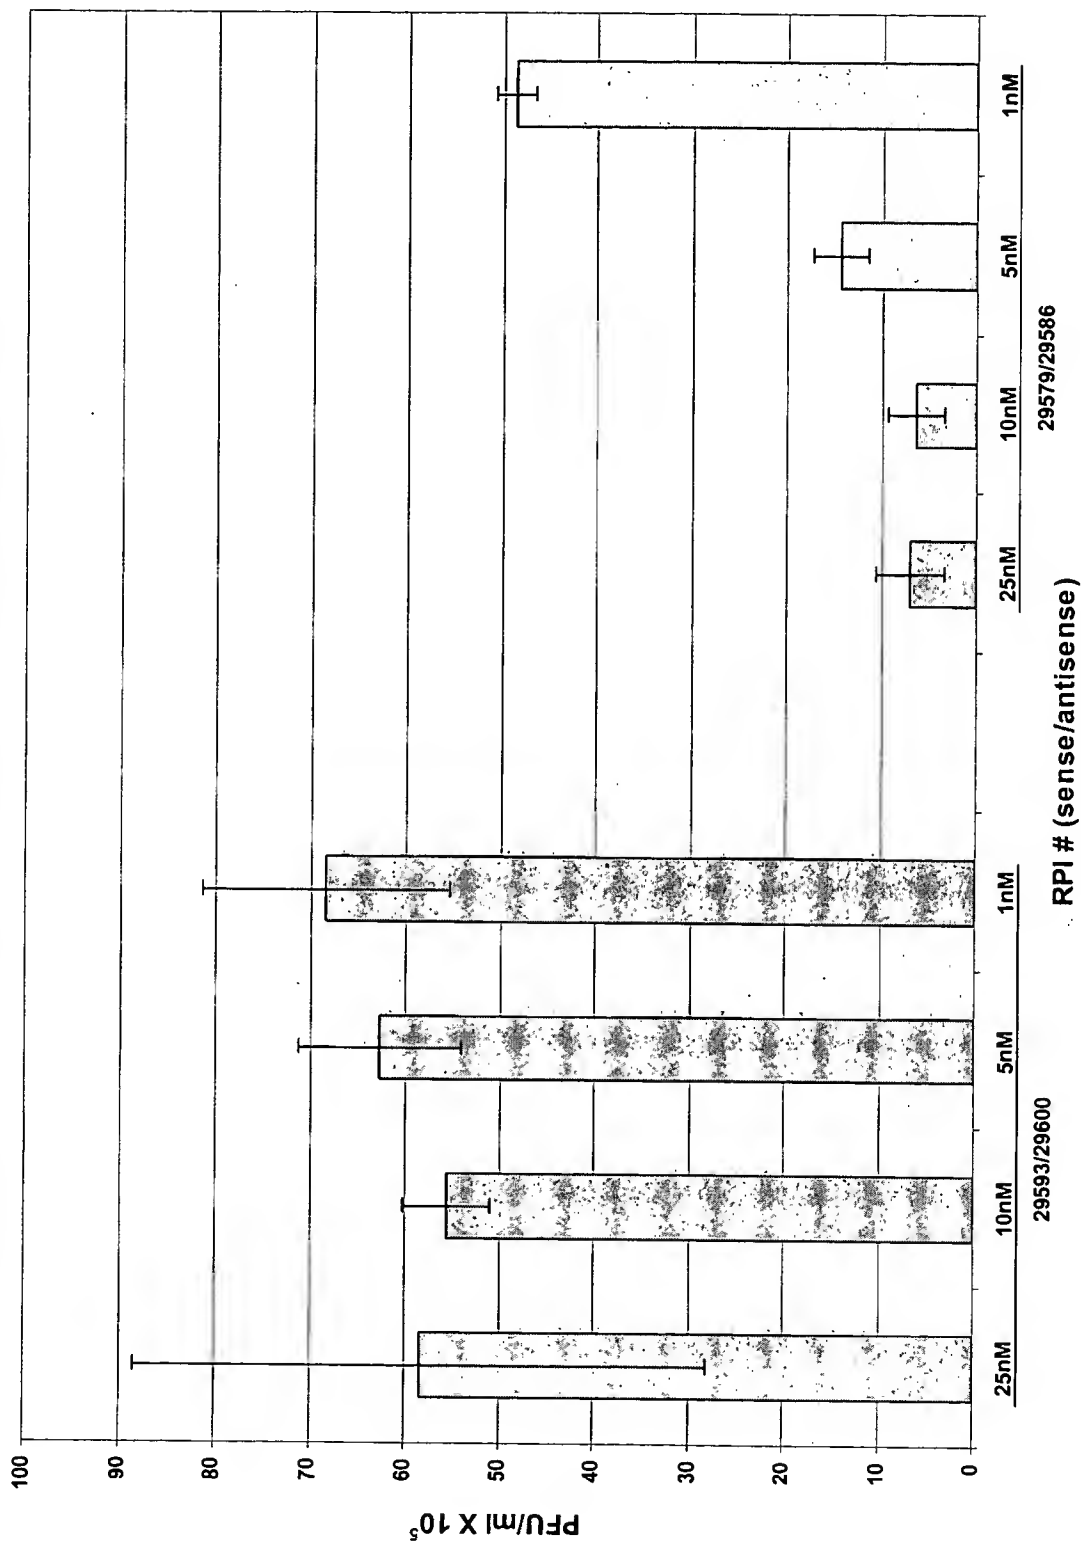 PFU/ml X 10⁵
100
90
80
70
60
50
40
30
20
10
0
25nM
10nM
5nM
1nM
25nM
10nM
5nM
1nM
29593/29600
29579/29586
RPI # (sense/antisense)